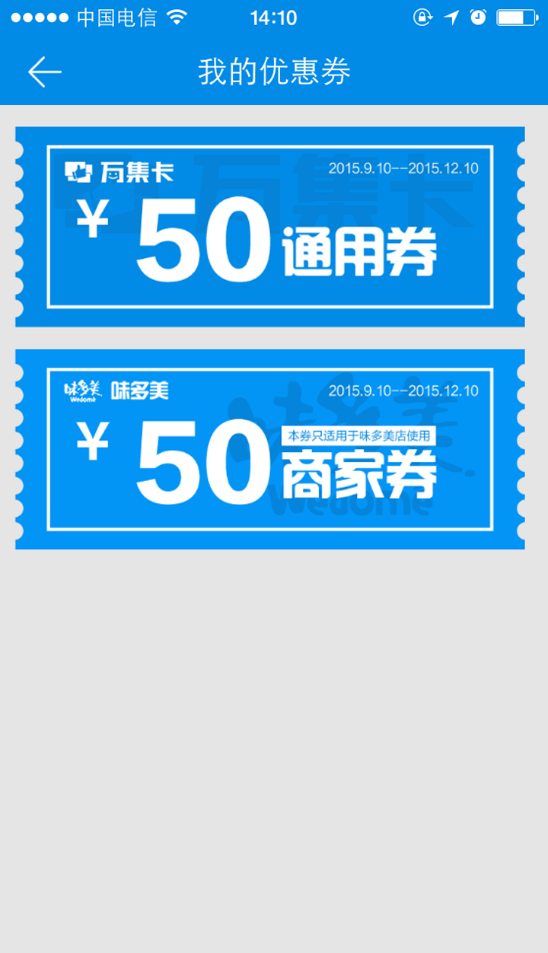 中国电信 14:10
我的优惠券
万集卡 2015.9.10--2015.12.10
¥ 50 通用券
味多美 Wedome 味多美 2015.9.10--2015.12.10
本券只适用于味多美店使用
¥ 50 商家券